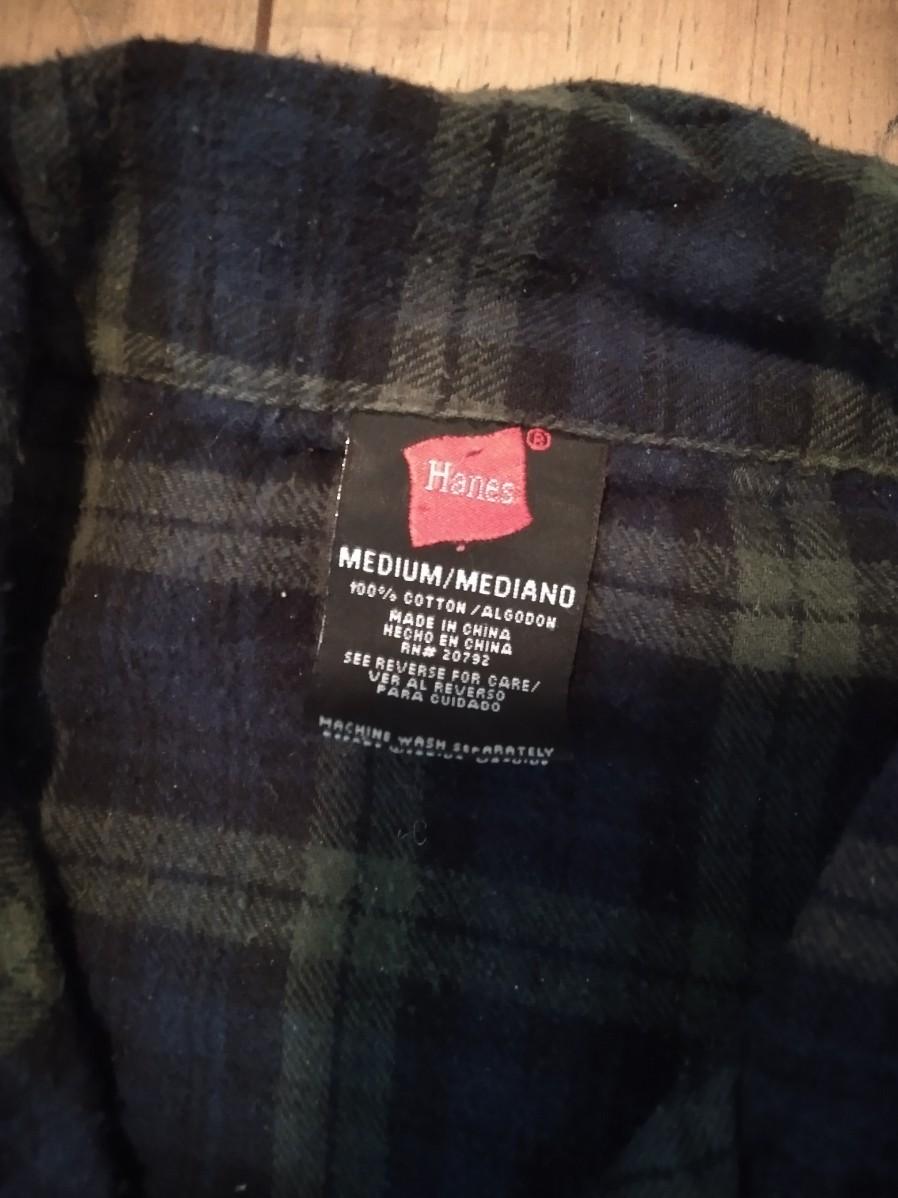 Hanes®
MEDIUM/MEDIANO
100% COTTON/ALGODON
MADE IN CHINA
HECHO EN CHINA
RN# 20792
SEE REVERSE FOR CARE/
VER AL REVERSO
PARA CUIDADO
MACHINE WASH SEPARATELY